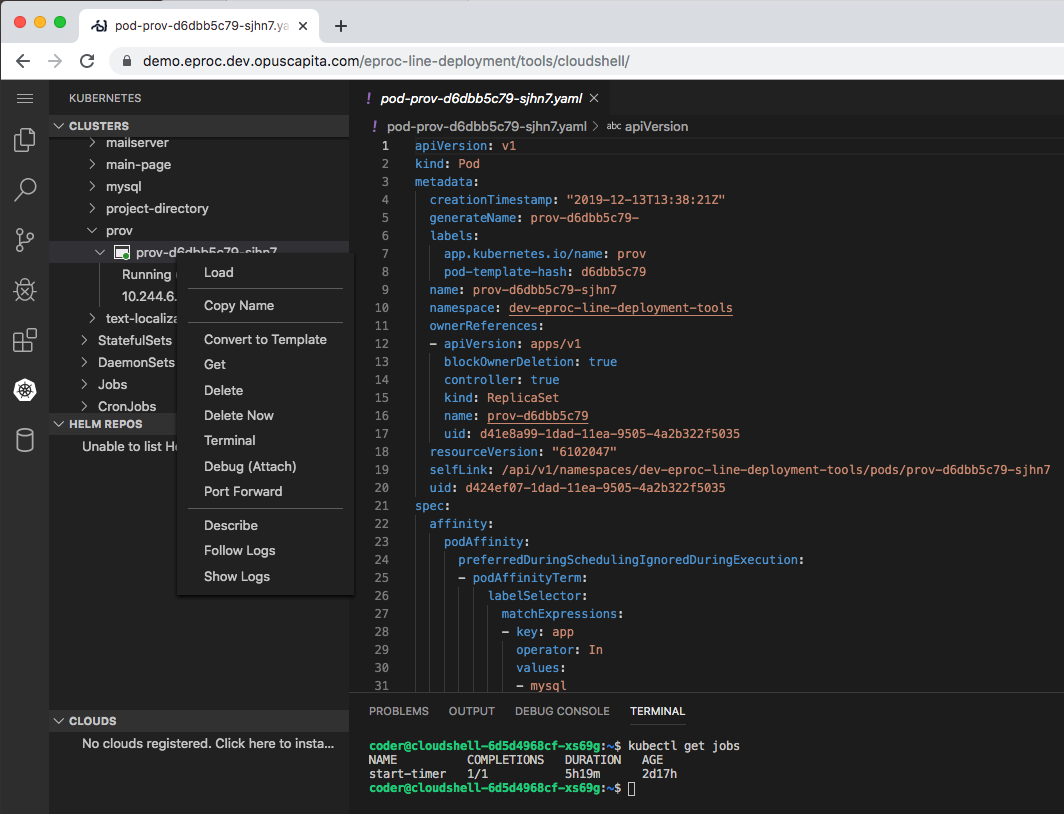 pod-prov-d6dbb5c79-sjhn7.ya
demo.eproc.dev.opuscapita.com/eproc-line-deployment/tools/cloudshell/
KUBERNETES
CLUSTERS
mailserver
main-page
mysql
project-directory
prov
prov-d6dbb5c79-sjhn7
Running
10.244.6.
text-localiza
StatefulSets
DaemonSets
Jobs
CronJobs
HELM REPOS
Unable to list He
CLOUDS
No clouds registered. Click here to insta...
Load
Copy Name
Convert to Template
Get
Delete
Delete Now
Terminal
Debug (Attach)
Port Forward
Describe
Follow Logs
Show Logs
! pod-prov-d6dbb5c79-sjhn7.yaml
! pod-prov-d6dbb5c79-sjhn7.yaml > abc apiVersion
1 apiVersion: v1
2 kind: Pod
3 metadata:
4 creationTimestamp: "2019-12-13T13:38:21Z"
5 generateName: prov-d6dbb5c79-
6 labels:
7 app.kubernetes.io/name: prov
8 pod-template-hash: d6dbb5c79
9 name: prov-d6dbb5c79-sjhn7
10 namespace: dev-eproc-line-deployment-tools
11 ownerReferences:
12 - apiVersion: apps/v1
13 blockOwnerDeletion: true
14 controller: true
15 kind: ReplicaSet
16 name: prov-d6dbb5c79
17 uid: d41e8a99-1dad-11ea-9505-4a2b322f5035
18 resourceVersion: "6102047"
19 selfLink: /api/v1/namespaces/dev-eproc-line-deployment-tools/pods/prov-d6dbb5c79-sjhn7
20 uid: d424ef07-1dad-11ea-9505-4a2b322f5035
21 spec:
22 affinity:
23 podAffinity:
24 preferredDuringSchedulingIgnoredDuringExecution:
25 - podAffinityTerm:
26 labelSelector:
27 matchExpressions:
28 - key: app
29 operator: In
30 values:
31 - mysql
PROBLEMS OUTPUT DEBUG CONSOLE TERMINAL
coder@cloudshell-6d5d4968cf-xs69g:~$ kubectl get jobs
NAME COMPLETIONS DURATION AGE
start-timer 1/1 5h19m 2d17h
coder@cloudshell-6d5d4968cf-xs69g:~$